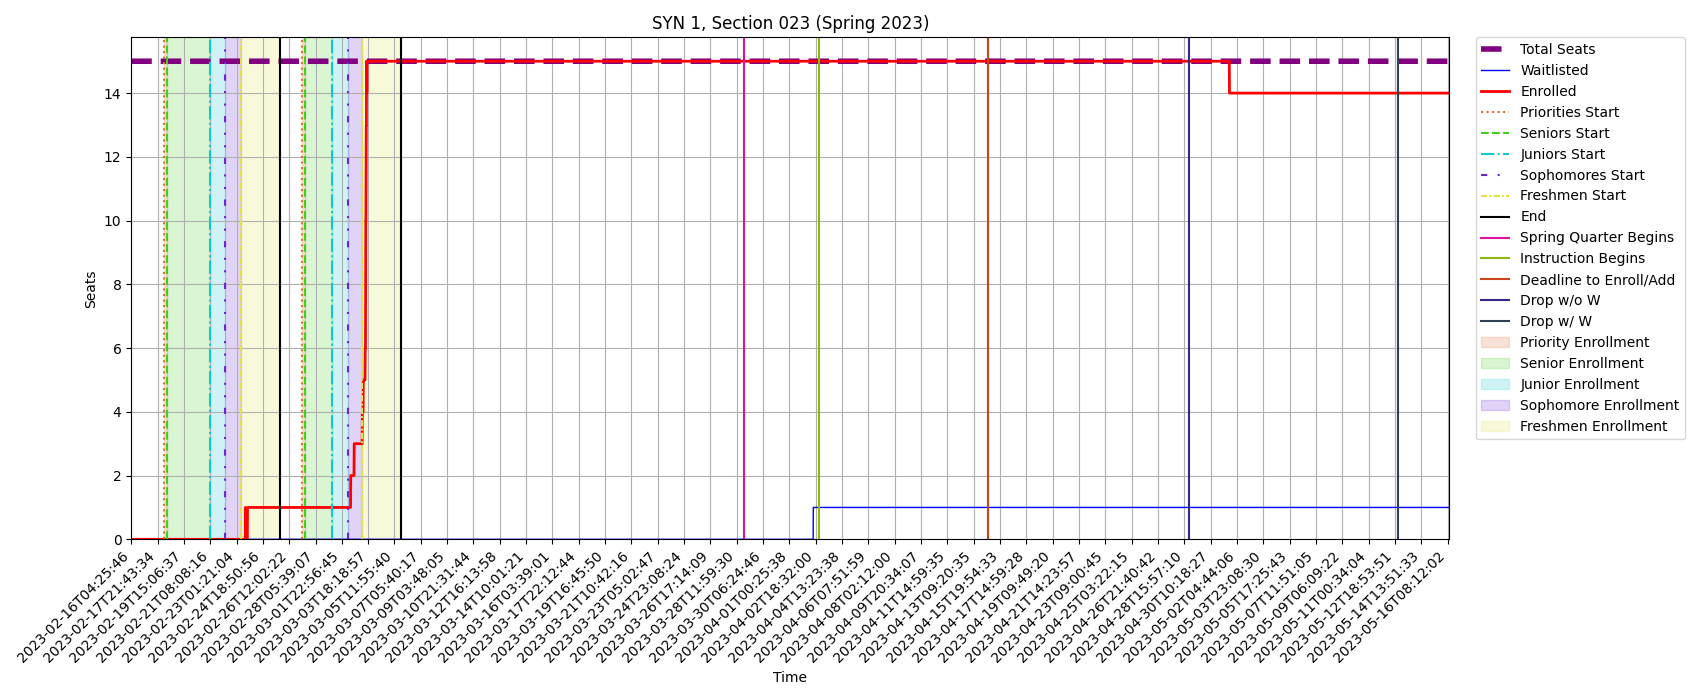 SYN 1, Section 023 (Spring 2023)
Seats
14
12
10
8
6
4
2
0
2023-02-16T04:25:46
2023-02-17T21:43:34
2023-02-19T15:06:37
2023-02-21T08:08:16
2023-02-23T01:21:04
2023-02-24T18:50:56
2023-02-26T12:02:22
2023-02-28T05:39:07
2023-03-01T22:56:45
2023-03-03T18:18:57
2023-03-05T11:55:40
2023-03-07T05:40:17
2023-03-09T03:48:05
2023-03-10T21:31:44
2023-03-12T16:13:58
2023-03-14T10:01:21
2023-03-16T03:39:01
2023-03-17T22:12:44
2023-03-19T16:45:50
2023-03-21T10:42:16
2023-03-23T05:02:47
2023-03-24T23:08:24
2023-03-26T17:14:09
2023-03-28T11:59:30
2023-03-30T06:24:46
2023-04-01T00:25:38
2023-04-02T18:32:00
2023-04-04T13:23:38
2023-04-06T07:51:59
2023-04-08T02:12:00
2023-04-09T20:34:07
2023-04-11T14:59:35
2023-04-13T09:20:35
2023-04-15T19:54:33
2023-04-17T14:59:28
2023-04-19T09:49:20
2023-04-21T14:23:57
2023-04-23T09:00:45
2023-04-25T03:22:15
2023-04-26T21:40:42
2023-04-28T15:57:10
2023-04-30T10:18:27
2023-05-02T04:44:06
2023-05-03T23:08:30
2023-05-05T17:25:43
2023-05-07T11:51:05
2023-05-09T06:09:22
2023-05-11T00:34:04
2023-05-12T18:53:51
2023-05-14T13:51:33
2023-05-16T08:12:02
Time
Total Seats
Waitlisted
Enrolled
Priorities Start
Seniors Start
Juniors Start
Sophomores Start
Freshmen Start
End
Spring Quarter Begins
Instruction Begins
Deadline to Enroll/Add
Drop w/o W
Drop w/ W
Priority Enrollment
Senior Enrollment
Junior Enrollment
Sophomore Enrollment
Freshmen Enrollment